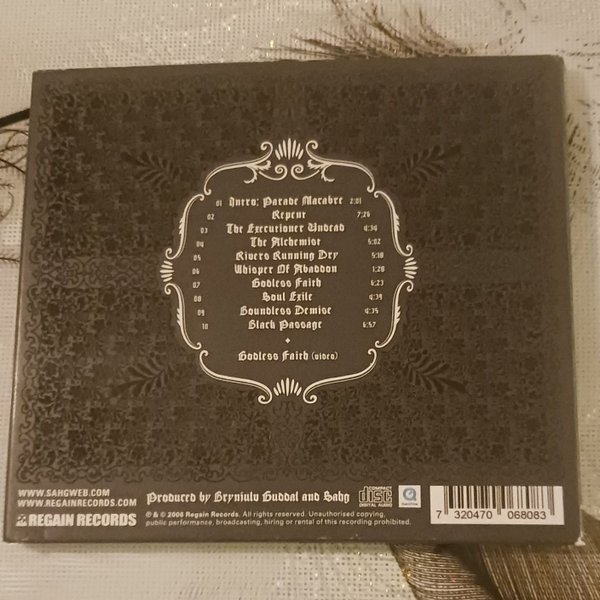 01 Intro: Parade Macabre 2:01
02 Repent 7:26
03 The Executioner Undead 4:34
04 The Alchemist 5:02
05 Rivers Running Dry 5:18
06 Whisper Of Abaddon 1:28
07 Godless Faith 6:23
08 Soul Exile 4:39
09 Boundless Demise 4:35
10 Black Passage 6:57
Godless Faith (video)
WWW.SAHGWEB.COM
WWW.REGAINRECORDS.COM
REGAIN RECORDS
Produced by Brynjulv Guddal and Sahg
℗ & © 2008 Regain Records. All rights reserved. Unauthorised copying,
public performance, broadcasting, hiring or rental of this recording prohibited.
COMPACT
disc
DIGITAL AUDIO
7 320470 068083